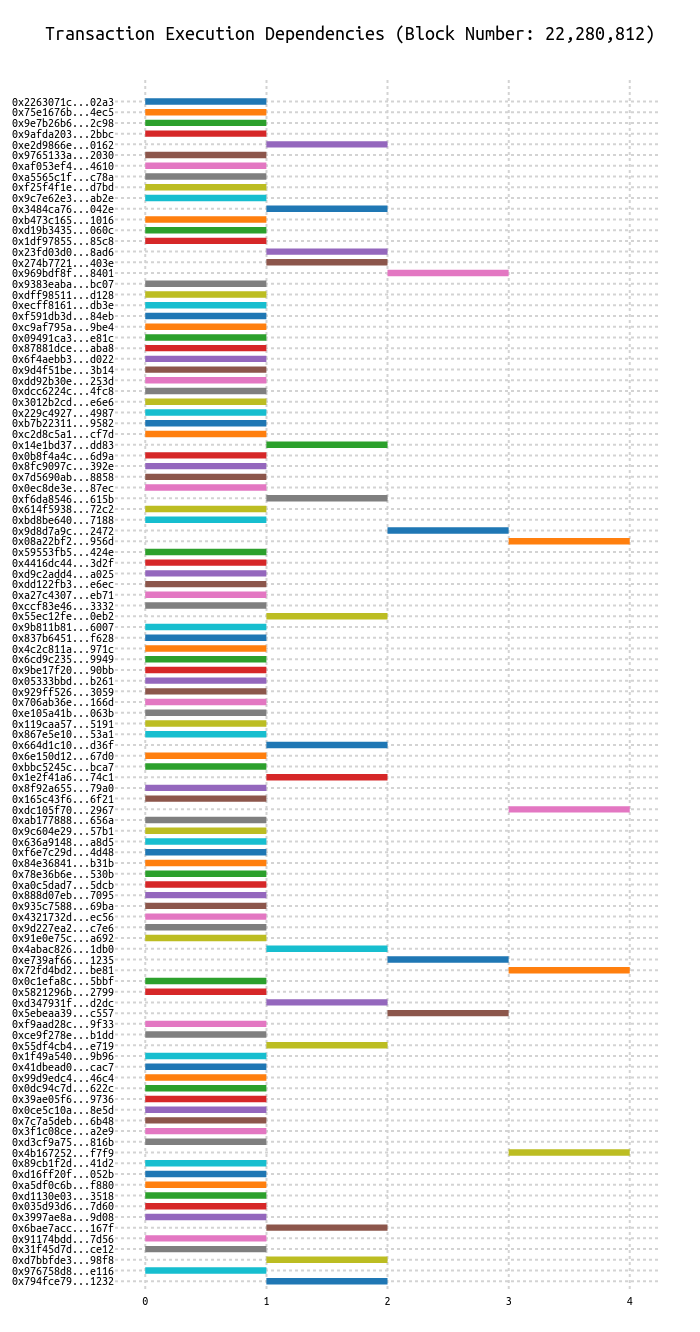 Transaction Execution Dependencies (Block Number: 22,280,812)
0x2263071c...02a3
0x75e1676b...4ec5
0x9e7b26b6...2c98
0x9afda203...2bbc
0xe2d9866e...0162
0x9765133a...2030
0xaf053ef4...4610
0xa5565c1f...c78a
0xf25f4f1e...d7bd
0x9c7e62e3...ab2e
0x3484ca76...042e
0xb473c165...1016
0xd19b3435...060c
0x1df97855...85c8
0x23fd03d0...8ad6
0x274b7721...403e
0x969bdf8f...8401
0x9383eaba...bc07
0xdff98511...d128
0xecff8161...db3e
0xf591db3d...84eb
0xc9af795a...9be4
0x09491ca3...e81c
0x87881dce...aba8
0x6f4aebb3...d022
0x9d4f51be...3b14
0xdd92b30e...253d
0xdcc6224c...4fc8
0x3012b2cd...e6e6
0x229c4927...4987
0xb7b22311...9582
0xc2d8c5a1...cf7d
0x14e1bd37...dd83
0x0b8f4a4c...6d9a
0x8fc9097c...392e
0x7d5690ab...8858
0x0ec8de3e...87ec
0xf6da8546...615b
0x614f5938...72c2
0xbd8be640...7188
0x9d8d7a9c...2472
0x08a22bf2...956d
0x59553fb5...424e
0x4416dc44...3d2f
0xd9c2add4...a025
0xdd122fb3...e6ec
0xa27c4307...eb71
0xccf83e46...3332
0x55ec12fe...0eb2
0x9b811b81...6007
0x837b6451...f628
0x4c2c811a...971c
0x6cd9c235...9949
0x9be17f20...90bb
0x05333bbd...b261
0x929ff526...3059
0x706ab36e...166d
0xe105a41b...063b
0x119caa57...5191
0x867e5e10...53a1
0x664d1c10...d36f
0x6e150d12...67d0
0xbbc5245c...bca7
0x1e2f41a6...74c1
0x8f92a655...79a0
0x165c43f6...6f21
0xdc105f70...2967
0xab177888...656a
0x9c604e29...57b1
0x636a9148...a8d5
0xf6e7c29d...4d48
0x84e36841...b31b
0x78e36b6e...530b
0xa0c5dad7...5dcb
0x888d07eb...7095
0x935c7588...69ba
0x4321732d...ec56
0x9d227ea2...c7e6
0x91e0e75c...a692
0x4abac826...1db0
0xe739af66...1235
0x72fd4bd2...be81
0x0c1efa8c...5bbf
0x5821296b...2799
0xd347931f...d2dc
0x5ebeaa39...c557
0xf9aad28c...9f33
0xce9f278e...b1dd
0x55df4cb4...e719
0x1f49a540...9b96
0x41dbead0...cac7
0x99d9edc4...46c4
0x0dc94c7d...622c
0x39ae05f6...9736
0x0ce5c10a...8e5d
0x7c7a5deb...6b48
0x3f1c08ce...a2e9
0xd3cf9a75...816b
0x4b167252...f7f9
0x89cb1f2d...41d2
0xd16ff20f...052b
0xa5df0c6b...f880
0xd1130e03...3518
0x035d93d6...7d60
0x3997ae8a...9d08
0x6bae7acc...167f
0x91174bdd...7d56
0x31f45d7d...ce12
0xd7bbfde3...98f8
0x976758d8...e116
0x794fce79...1232
0 1 2 3 4